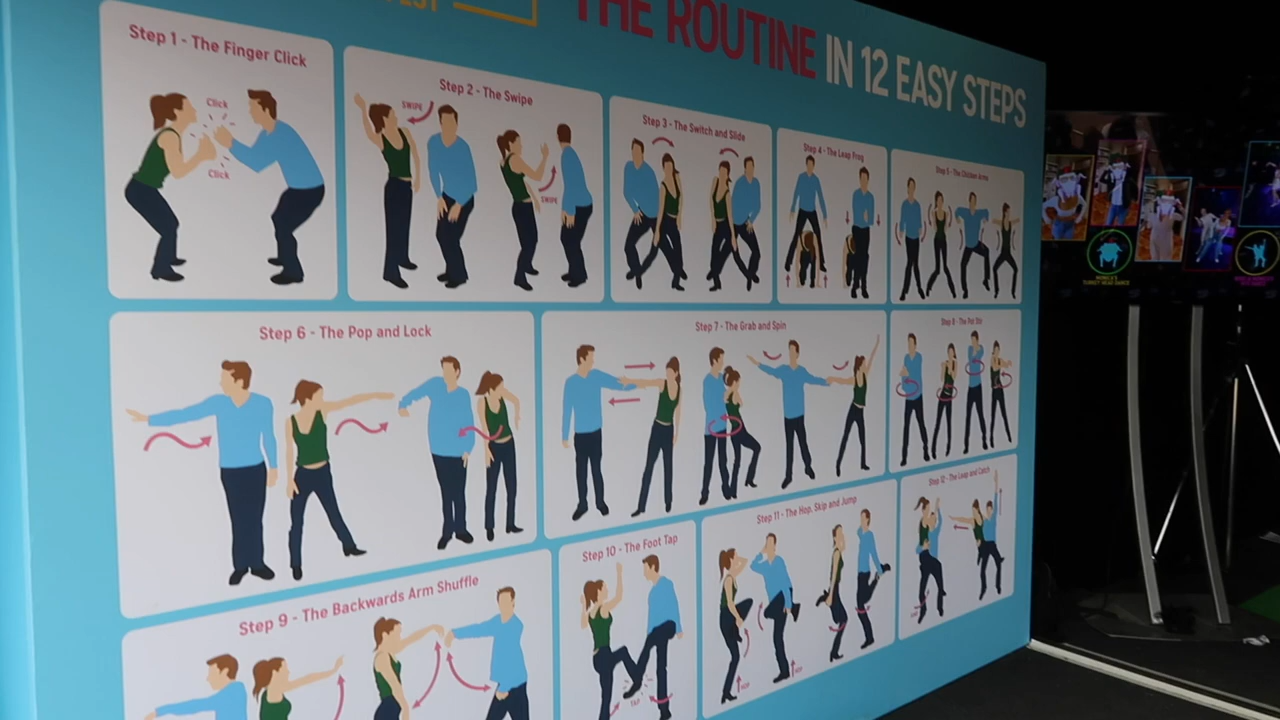 THE ROUTINE IN 12 EASY STEPS
Step 1 - The Finger Click
Click
Click
Step 2 - The Swipe
SWIPE
SWIPE
Step 3 - The Switch and Slide
Step 4 - The Leap Frog
Step 5 - The Chicken Arms
Step 6 - The Pop and Lock
Step 7 - The Grab and Spin
Step 8 - The Pot Stir
Step 9 - The Backwards Arm Shuffle
Step 10 - The Foot Tap
TAP
Step 11 - The Hop, Skip and Jump
HOP
HOP
Step 12 - The Leap and Catch